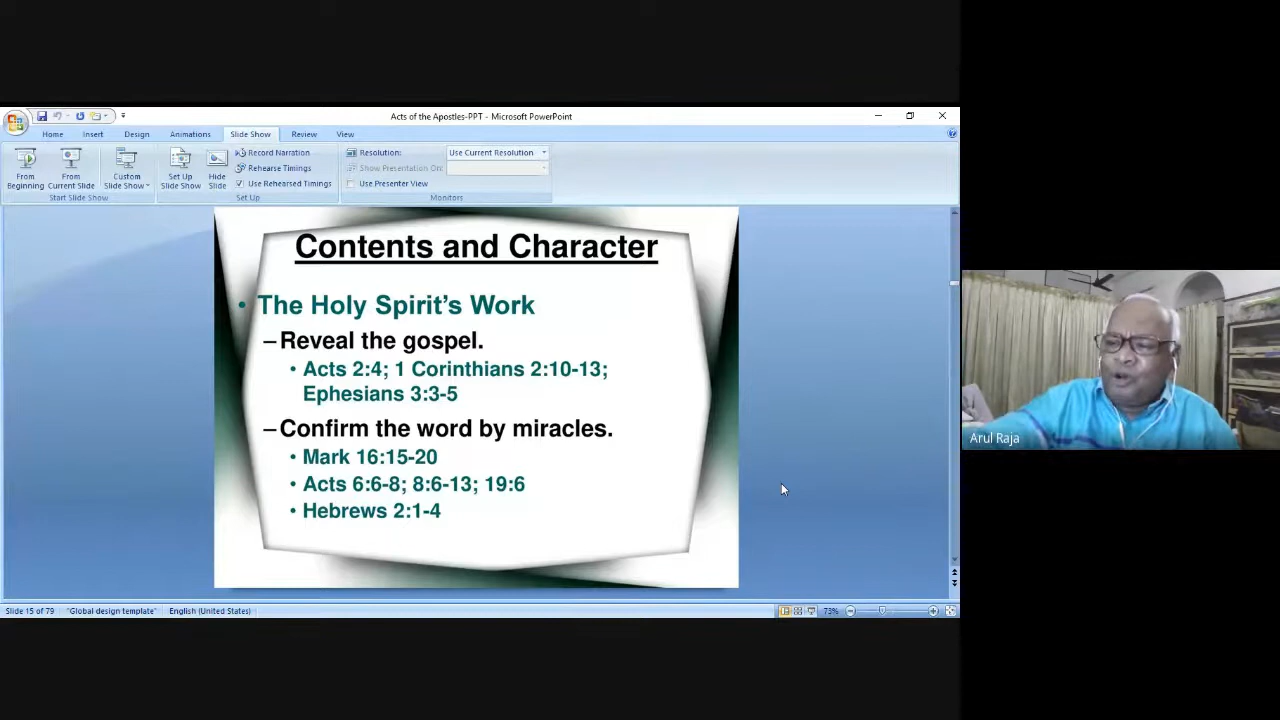 Acts of the Apostles-PPT - Microsoft PowerPoint
Home Insert Design Animations Slide Show Review View
From Beginning
From Current Slide
Custom Slide Show
Start Slide Show
Set Up Slide Show
Hide Slide
Record Narration
Rehearse Timings
Use Rehearsed Timings
Set Up
Resolution: Use Current Resolution
Show Presentation On:
Use Presenter View
Monitors
Contents and Character
• The Holy Spirit's Work
–Reveal the gospel.
• Acts 2:4; 1 Corinthians 2:10-13;
Ephesians 3:3-5
–Confirm the word by miracles.
• Mark 16:15-20
• Acts 6:6-8; 8:6-13; 19:6
• Hebrews 2:1-4
Arul Raja
Slide 15 of 79 "Global design template" English (United States) 73%